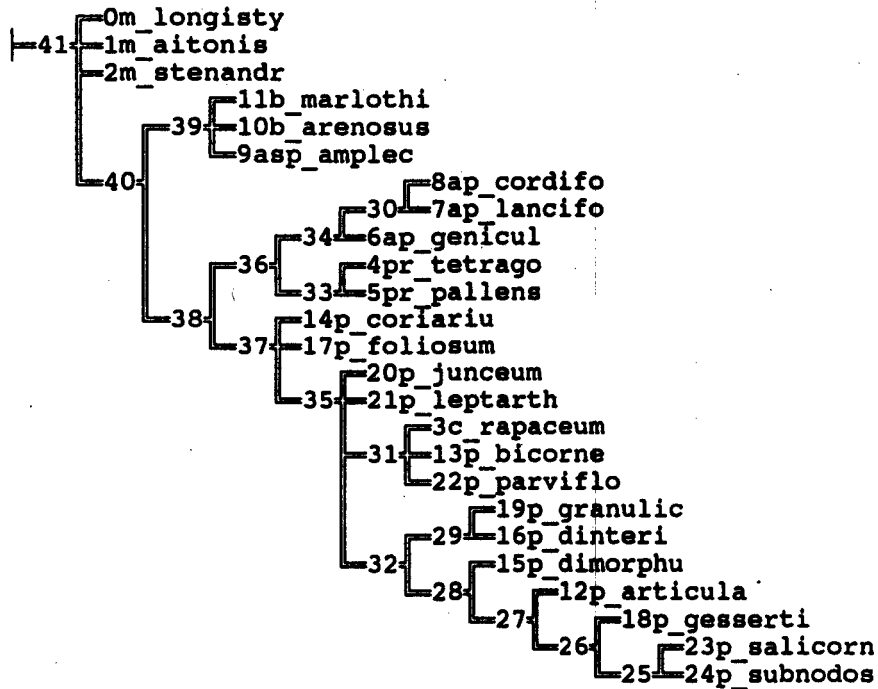 0m_longisty
41 1m_aitonis
2m_stenandr
11b_marlothi
39 10b_arenosus
9asp_amplec
40 8ap_cordifo
30 7ap_lancifo
34 6ap_genicul
36 4pr_tetrago
33 5pr_pallens
38 14p_coriariu
37 17p_foliosum
20p_junceum
35 21p_leptarth
3c_rapaceum
31 13p_bicorne
22p_parviflo
19p_granulic
29 16p_dinteri
32 15p_dimorphu
28 12p_articula
27 18p_gesserti
26 23p_salicorn
25 24p_subnodos